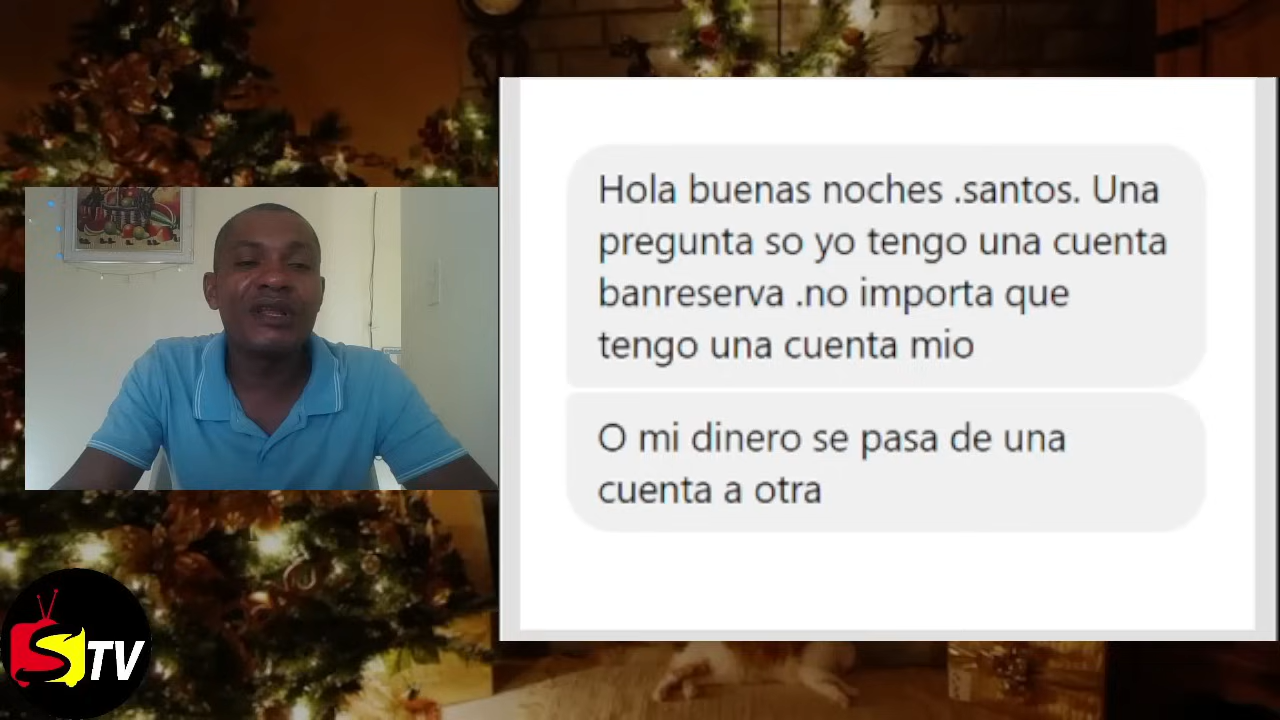 Hola buenas noches .santos. Una
pregunta so yo tengo una cuenta
banreserva .no importa que
tengo una cuenta mio
O mi dinero se pasa de una
cuenta a otra
STV